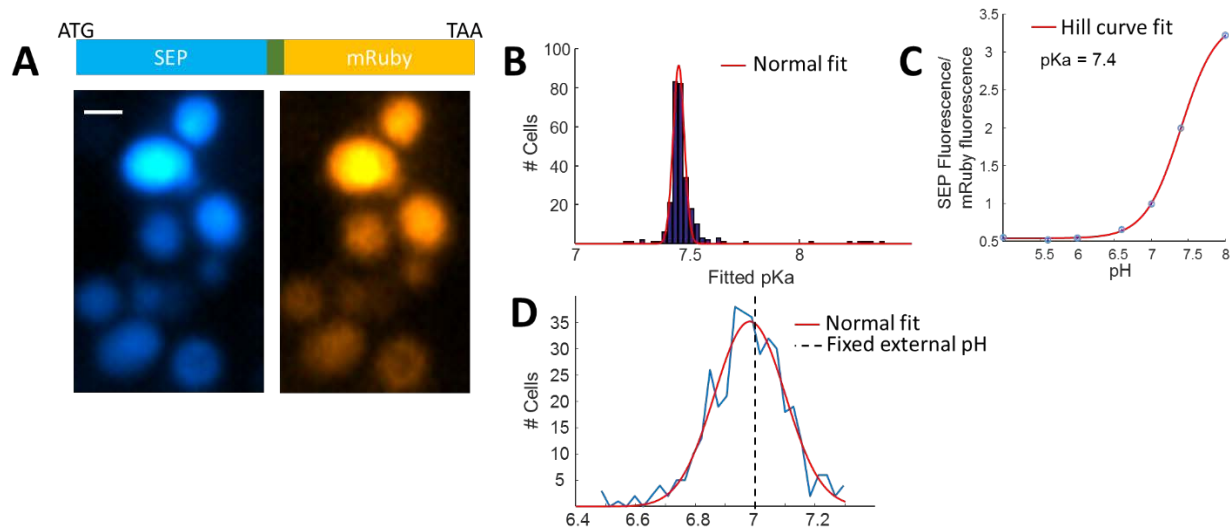 A
ATG
TAA
SEP
mRuby
B
# Cells
100
80
60
40
20
7
7.5
8
Fitted pKa
Normal fit
C
SEP Fluorescence/
mRuby fluorescence
3.5
3
2.5
2
1.5
1
0.5
5.5
6
6.5
7
7.5
8
pH
Hill curve fit
pKa = 7.4
D
# Cells
35
30
25
20
15
10
5
6.4
6.6
6.8
7
7.2
Normal fit
Fixed external pH